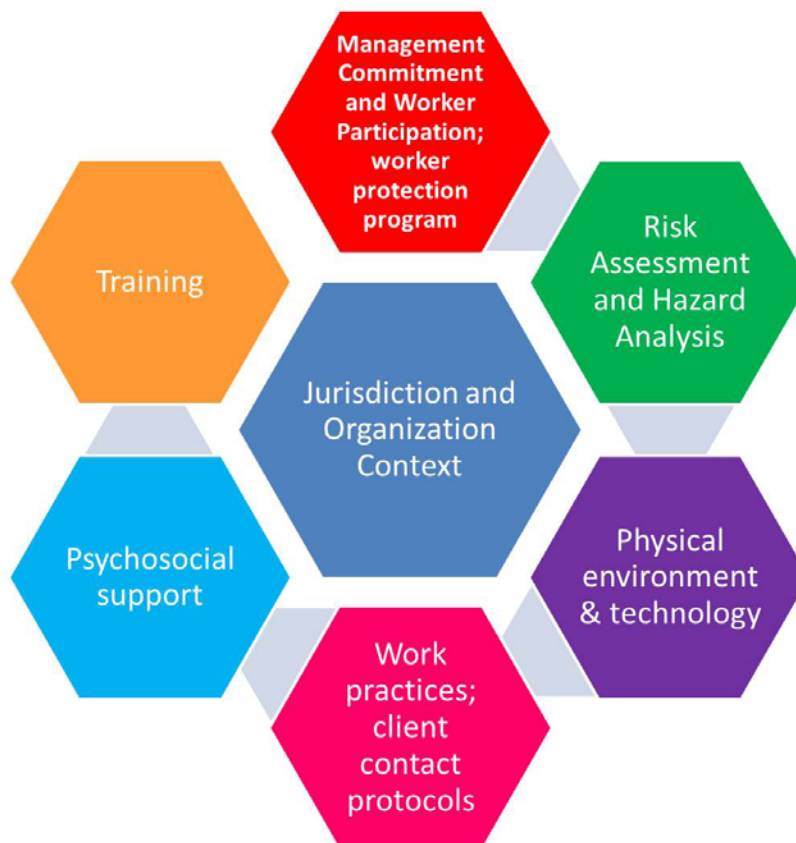 Management
Commitment
and Worker
Participation;
worker
protection
program
Risk
Assessment
and Hazard
Analysis
Training
Jurisdiction and
Organization
Context
Physical
environment
& technology
Psychosocial
support
Work
practices;
client
contact
protocols